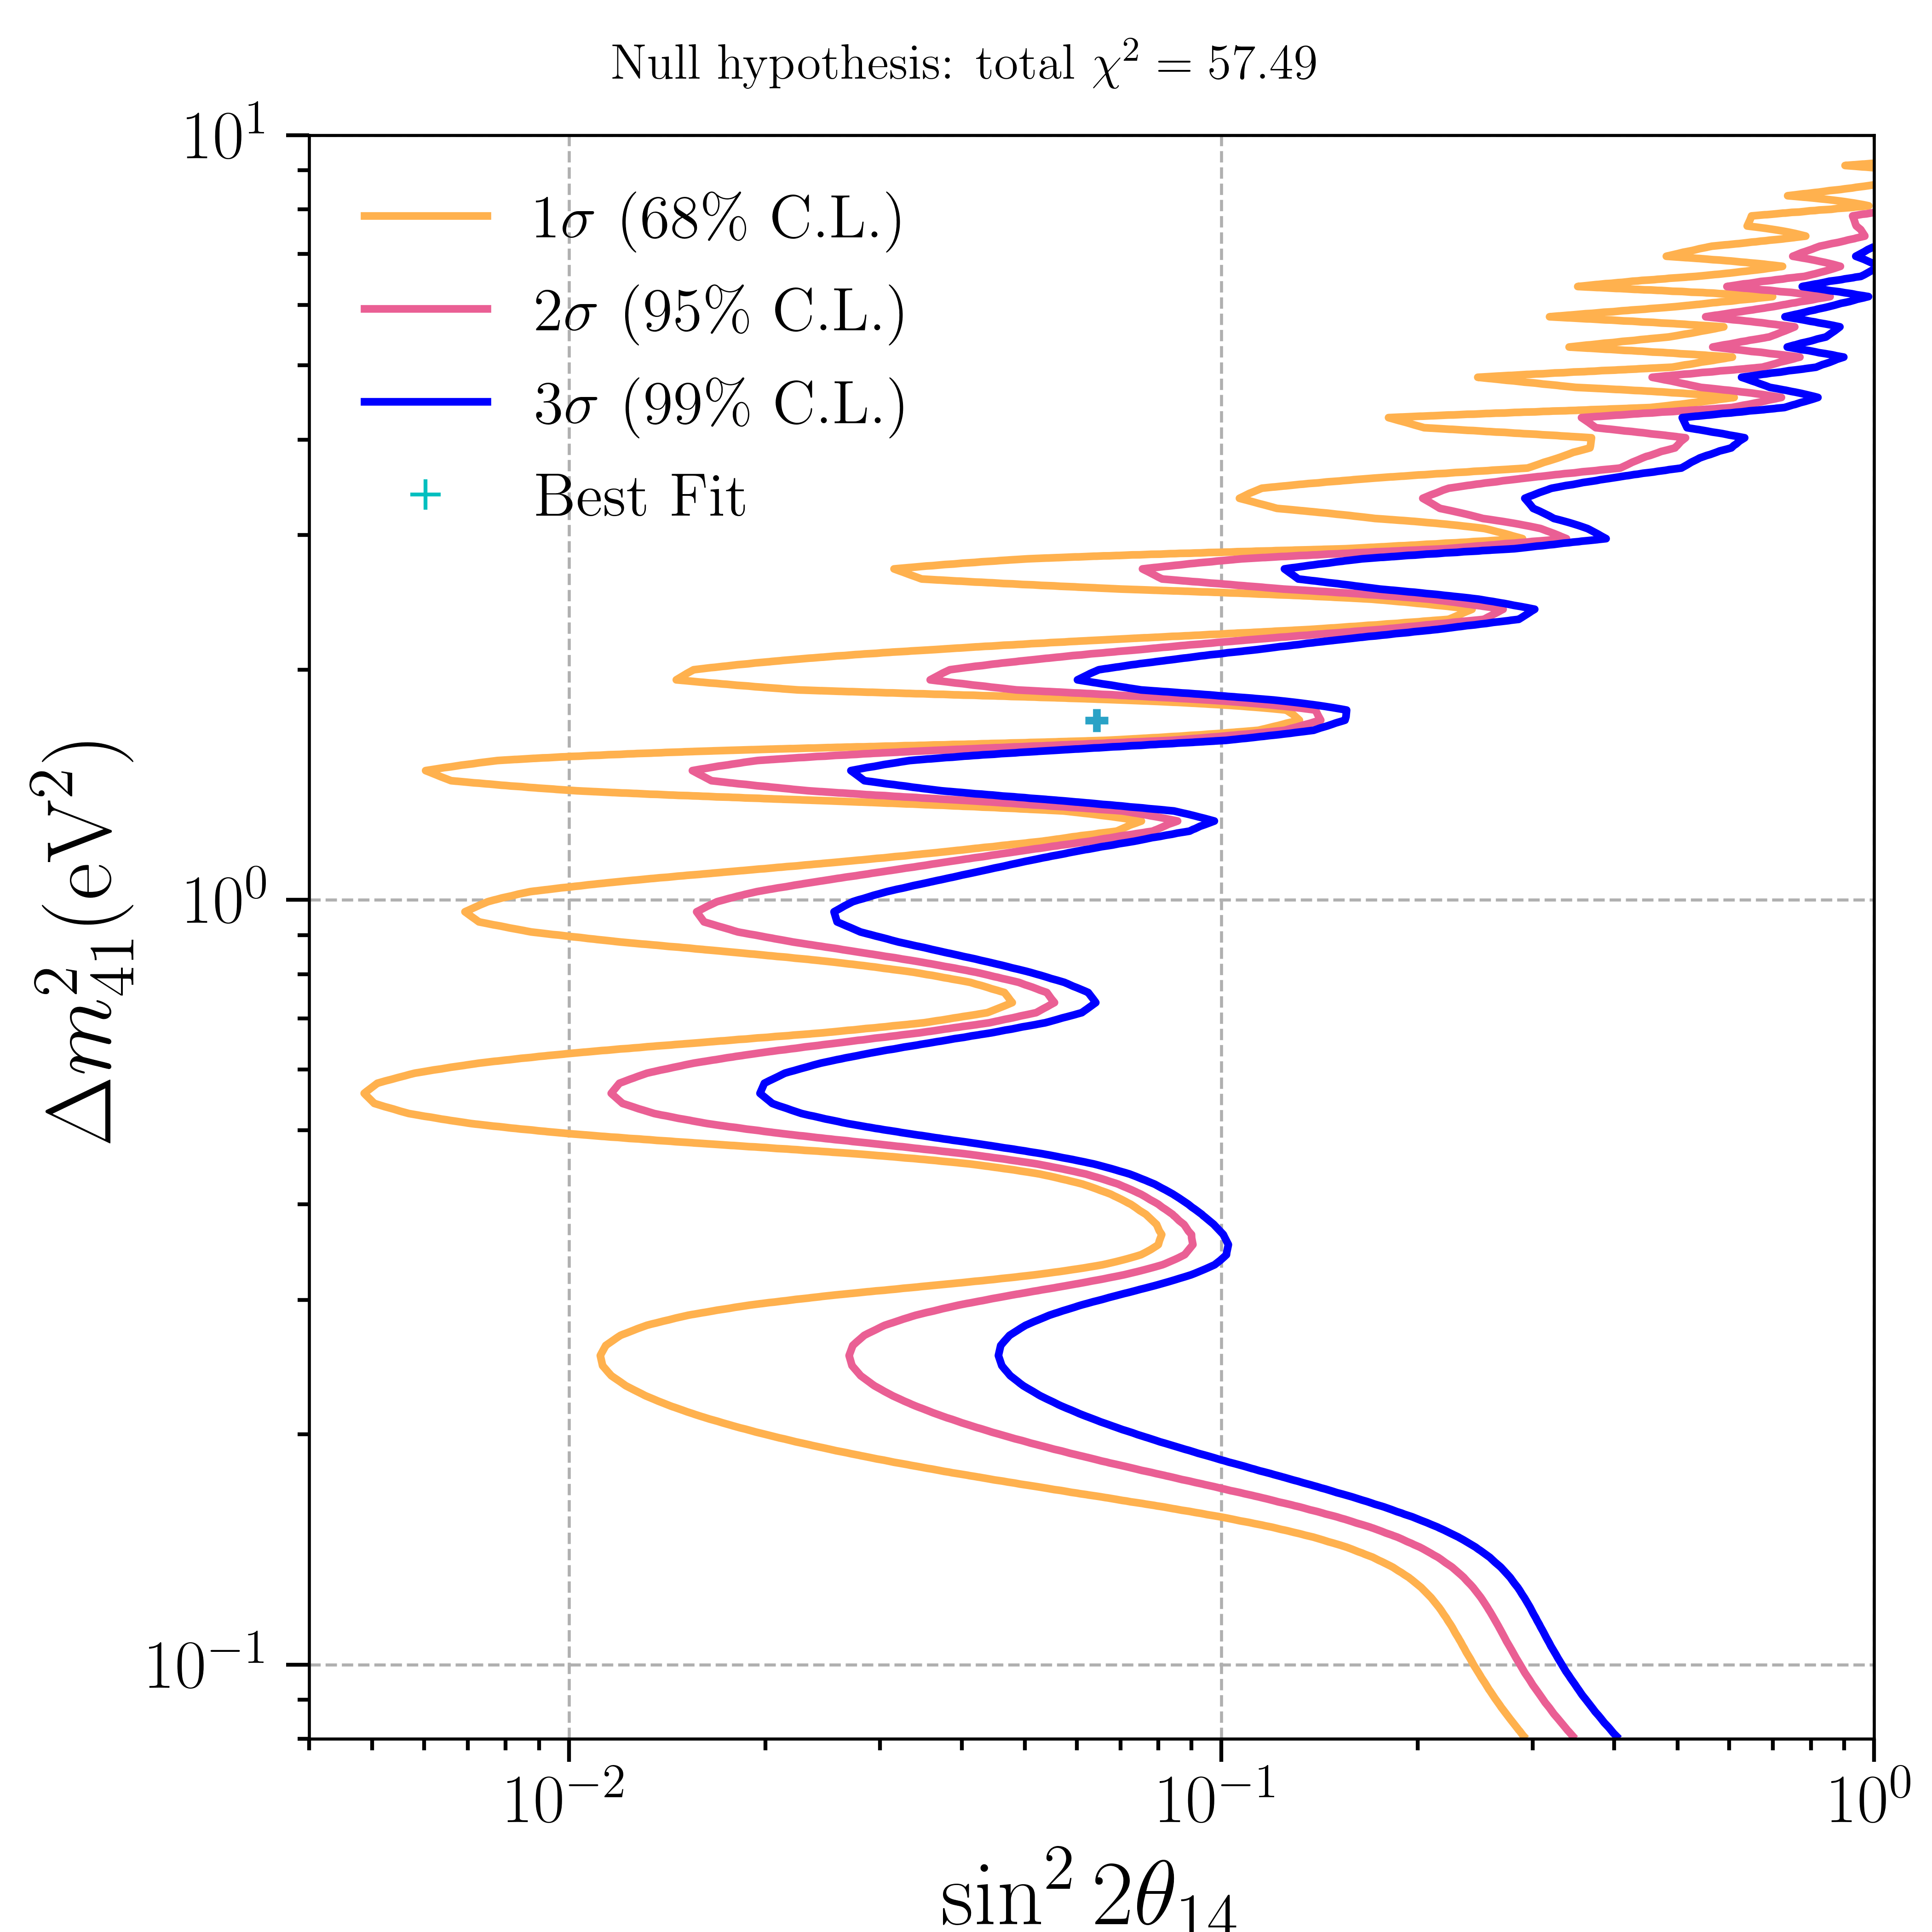 Null hypothesis: total χ² = 57.49
10¹
1σ (68% C.L.)
2σ (95% C.L.)
3σ (99% C.L.)
Best Fit
Δm²₄₁(eV²)
10⁰
10⁻¹
10⁻² 10⁻¹ 10⁰
sin² 2θ₁₄